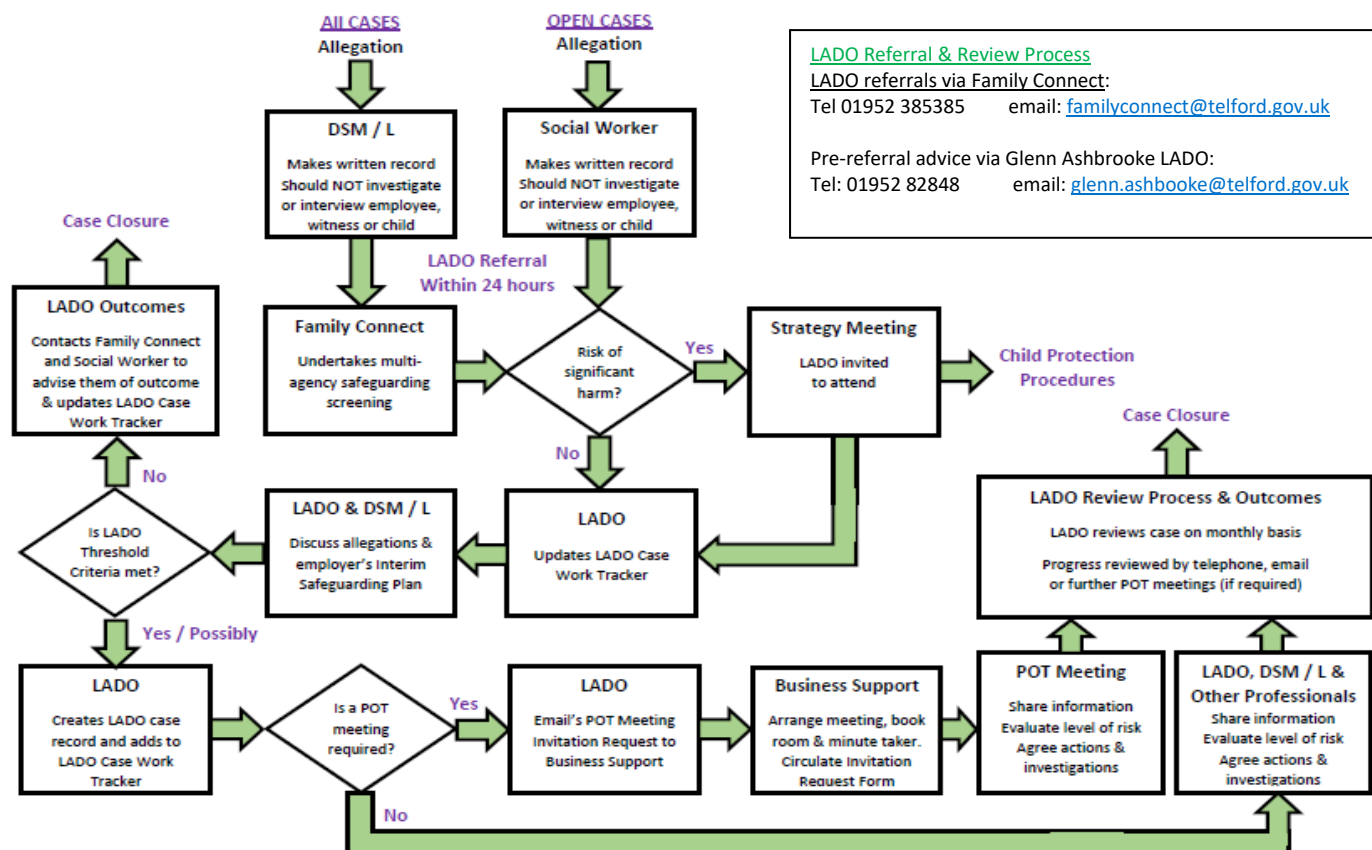 All CASES
Allegation
OPEN CASES
Allegation
LADO Referral & Review Process
LADO referrals via Family Connect:
Tel 01952 385385 email: familyconnect@telford.gov.uk
Pre-referral advice via Glenn Ashbrooke LADO:
Tel: 01952 82848 email: glenn.ashbooke@telford.gov.uk
DSM / L
Makes written record
Should NOT investigate
or interview employee,
witness or child
Social Worker
Makes written record
Should NOT investigate
or interview employee,
witness or child
Case Closure
LADO Referral
Within 24 hours
LADO Outcomes
Contacts Family Connect
and Social Worker to
advise them of outcome
& updates LADO Case
Work Tracker
Family Connect
Undertakes multi-
agency safeguarding
screening
Risk of
significant
harm?
Yes
Strategy Meeting
LADO invited
to attend
Child Protection
Procedures
Case Closure
No
No
Is LADO
Threshold
Criteria met?
LADO & DSM / L
Discuss allegations &
employer's Interim
Safeguarding Plan
LADO
Updates LADO Case
Work Tracker
LADO Review Process & Outcomes
LADO reviews case on monthly basis
Progress reviewed by telephone, email
or further POT meetings (if required)
Yes / Possibly
LADO
Creates LADO case
record and adds to
LADO Case Work
Tracker
Is a POT
meeting
required?
Yes
LADO
Email's POT Meeting
Invitation Request to
Business Support
Business Support
Arrange meeting, book
room & minute taker.
Circulate Invitation
Request Form
POT Meeting
Share information
Evaluate level of risk
Agree actions &
investigations
LADO, DSM / L &
Other Professionals
Share information
Evaluate level of risk
Agree actions &
investigations
No